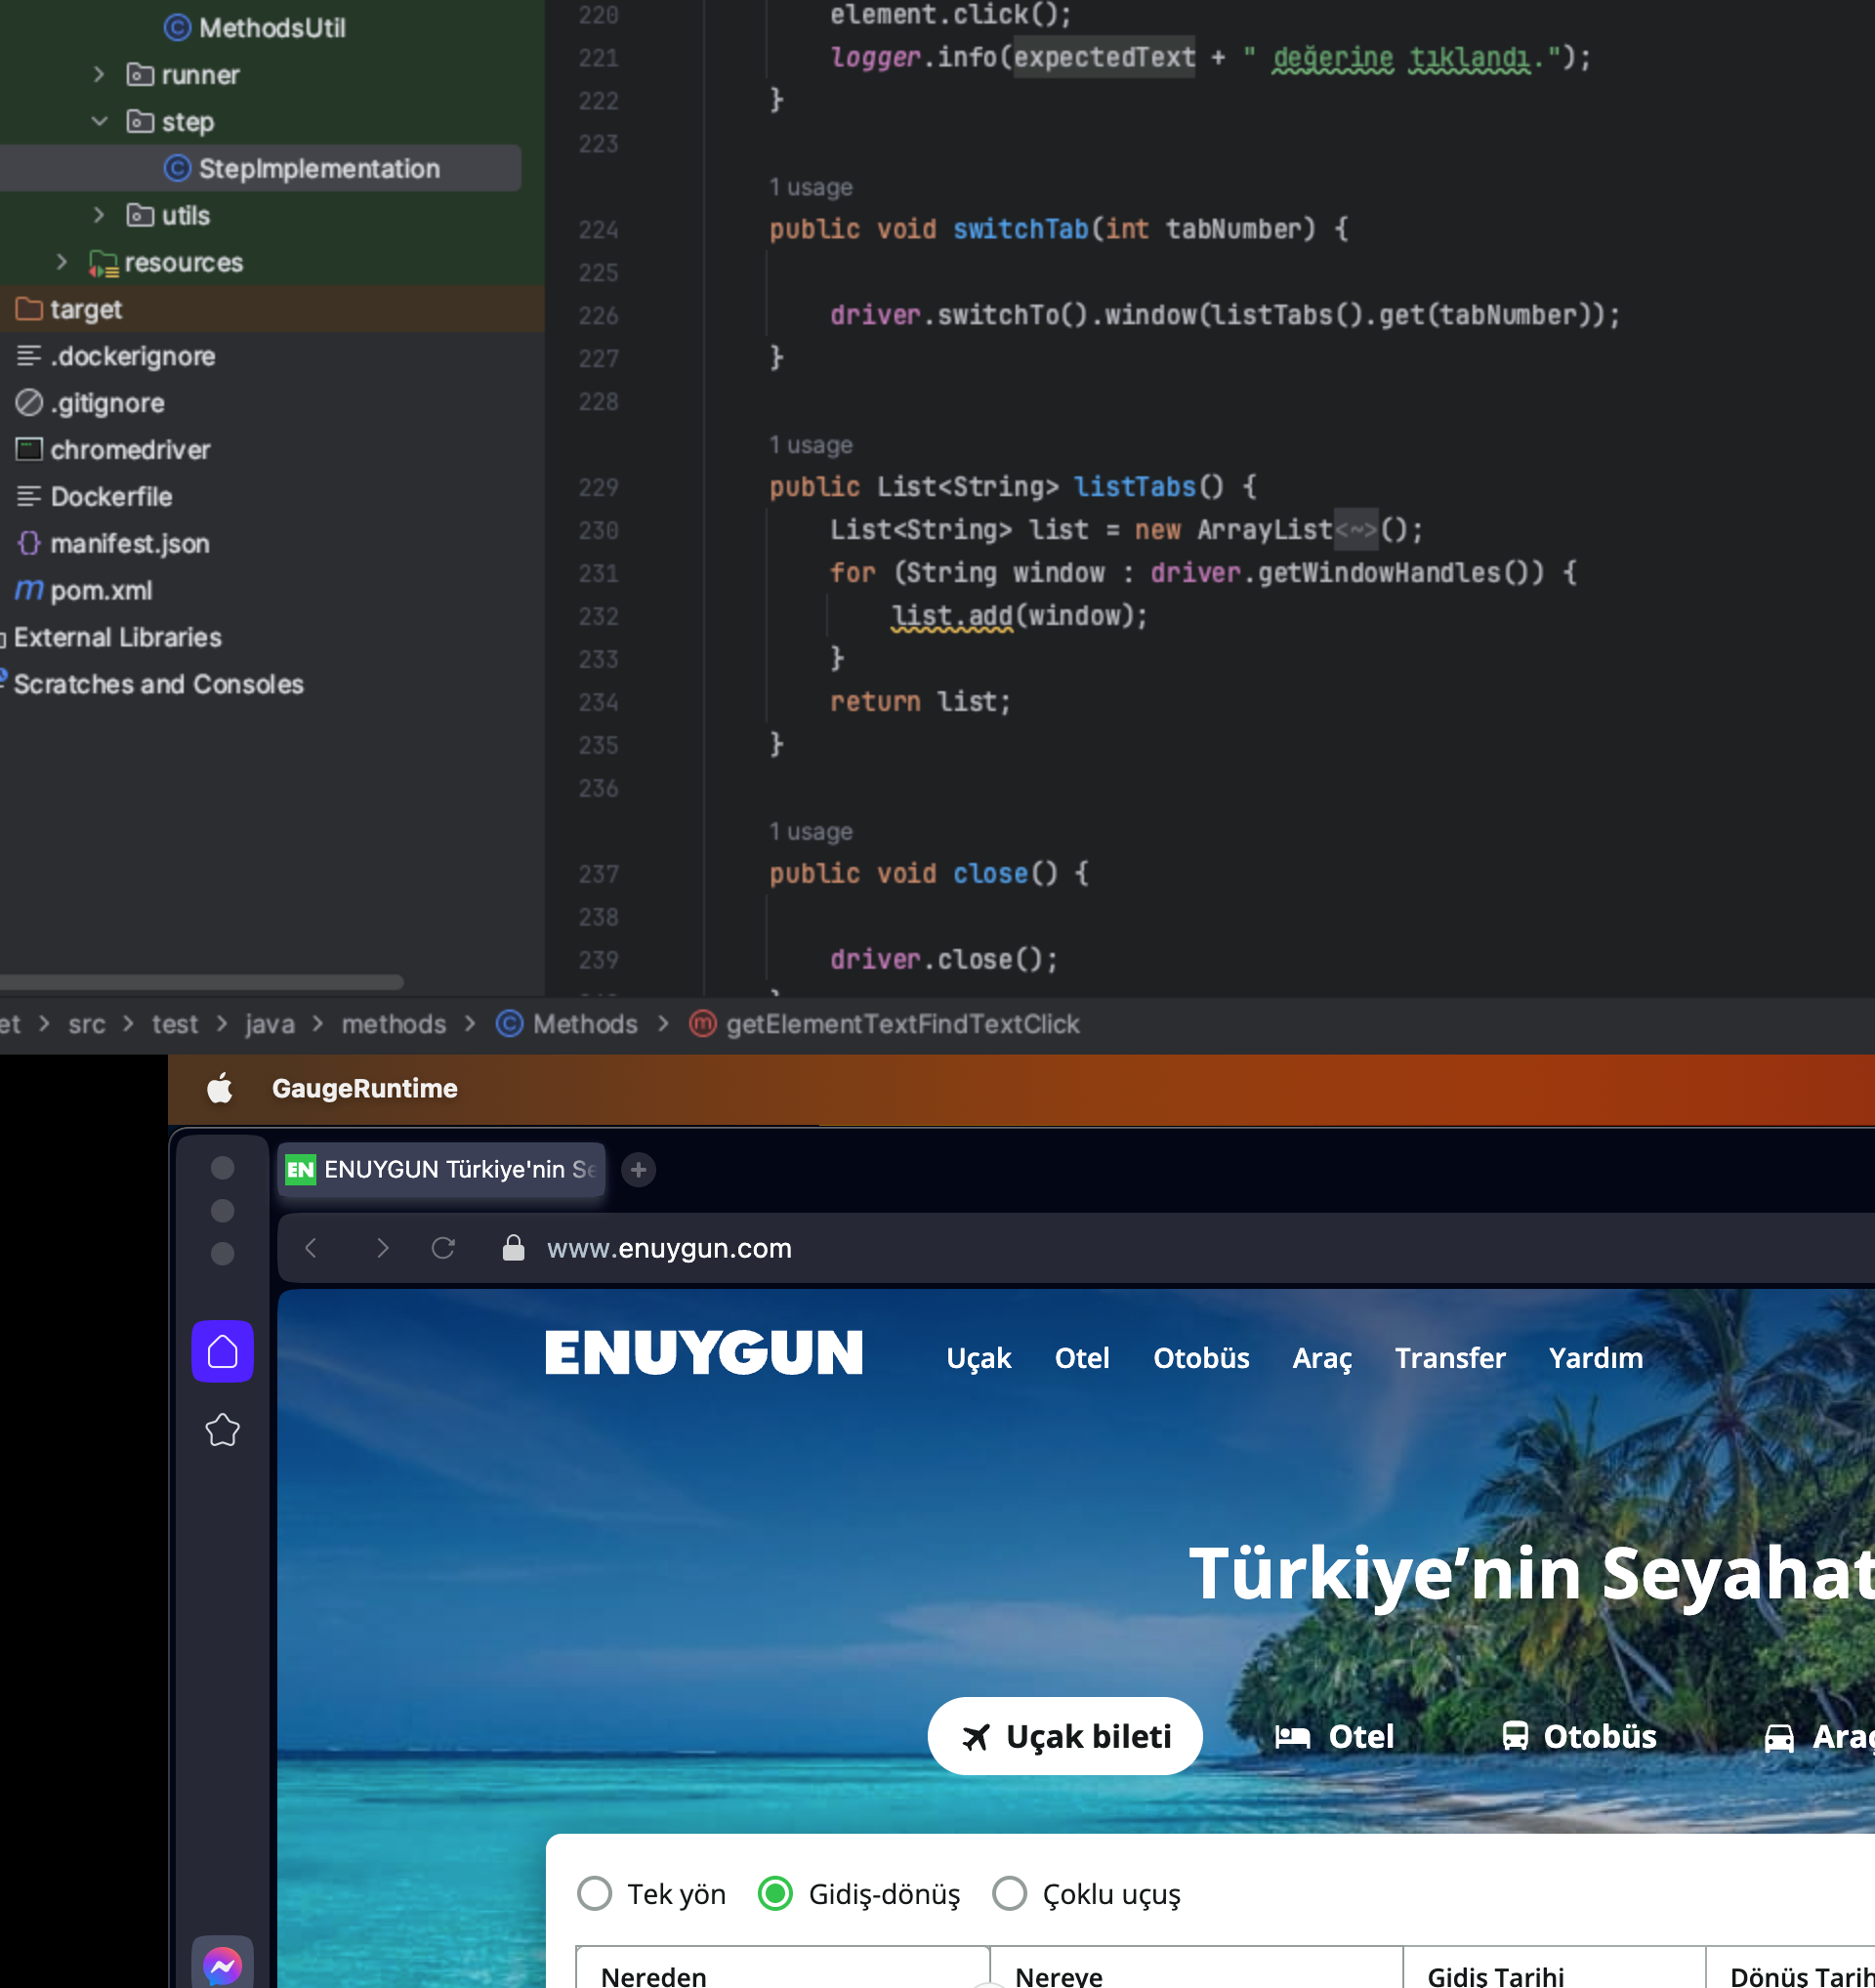 MethodsUtil
runner
step
StepImplementation
utils
resources
target
.dockerignore
.gitignore
chromedriver
Dockerfile
manifest.json
pom.xml
External Libraries
Scratches and Consoles
220 element.click();
221 logger.info(expectedText + " değerine tıklandı.");
222 }
223
1 usage
224 public void switchTab(int tabNumber) {
225
226 driver.switchTo().window(listTabs().get(tabNumber));
227 }
228
1 usage
229 public List<String> listTabs() {
230 List<String> list = new ArrayList<~>();
231 for (String window : driver.getWindowHandles()) {
232 list.add(window);
233 }
234 return list;
235 }
236
1 usage
237 public void close() {
238
239 driver.close();
et > src > test > java > methods > Methods > getElementTextFindTextClick
GaugeRuntime
EN ENUYGUN Türkiye'nin Se
www.enuygun.com
ENUYGUN Uçak Otel Otobüs Araç Transfer Yardım
Türkiye’nin Seyahat
Uçak bileti Otel Otobüs Araç
Tek yön Gidiş-dönüş Çoklu uçuş
Nereden Nereye Gidiş Tarihi Dönüş Tarih